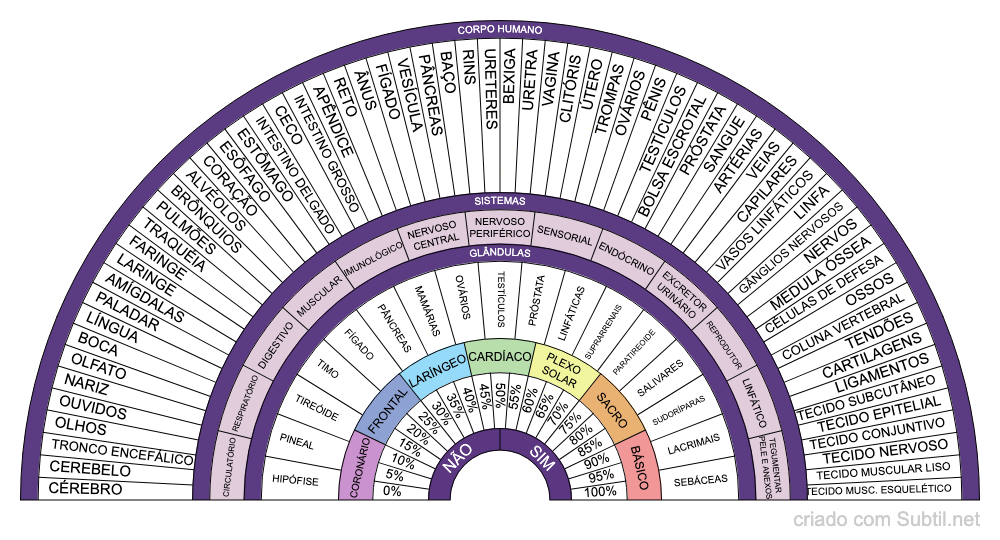 CORPO HUMANO
CÉREBRO
CEREBELO
TRONCO ENCEFÁLICO
OLHOS
OUVIDOS
NARIZ
OLFATO
BOCA
LÍNGUA
PALADAR
AMIGDALAS
LARINGE
FARINGE
TRAQUÉIA
PULMÕES
BRÔNQUIOS
ALVÉOLOS
CORAÇÃO
ESÔFAGO
ESTÔMAGO
INTESTINO DELGADO
CECO
INTESTINO GROSSO
APÊNDICE
RETO
ÂNUS
FÍGADO
VESÍCULA
PÂNCREAS
BAÇO
RINS
URETERES
BEXIGA
URETRA
VAGINA
CLITÓRIS
ÚTERO
TROMPAS
OVÁRIOS
PÊNIS
TESTÍCULOS
BOLSA ESCROTAL
PRÓSTATA
SANGUE
ARTÉRIAS
VEIAS
CAPILARES
VASOS LINFÁTICOS
LINFA
GÂNGLIOS NERVOSOS
NERVOS
MEDULA ÓSSEA
CÉLULAS DE DEFESA
OSSOS
COLUNA VERTEBRAL
TENDÕES
CARTILAGENS
LIGAMENTOS
TECIDO SUBCUTÂNEO
TECIDO EPITELIAL
TECIDO CONJUNTIVO
TECIDO NERVOSO
TECIDO MUSCULAR LISO
TECIDO MUSC. ESQUELÉTICO
SISTEMAS
CIRCULATÓRIO
RESPIRATÓRIO
DIGESTIVO
MUSCULAR
IMUNOLÓGICO
NERVOSO
CENTRAL
NERVOSO
PERIFÉRICO
SENSORIAL
ENDÓCRINO
EXCRETOR
URINÁRIO
REPRODUTOR
LINFÁTICO
TEGUMENTAR
PELE E ANEXOS
GLÂNDULAS
HIPÓFISE
PINEAL
TIREÓIDE
TIMO
FÍGADO
PÂNCREAS
MAMÁRIAS
OVÁRIOS
TESTÍCULOS
PRÓSTATA
LINFÁTICAS
SUPRARRENAIS
PARATIREOIDE
SALIVARES
SUDORÍPARAS
LACRIMAIS
SEBÁCEAS
CORONÁRIO
FRONTAL
LARÍNGEO
CARDÍACO
PLEXO
SOLAR
SACRO
BÁSICO
0%
5%
10%
15%
20%
25%
30%
35%
40%
45%
50%
55%
60%
65%
70%
75%
80%
85%
90%
95%
100%
NÃO
SIM
criado com Subtil.net